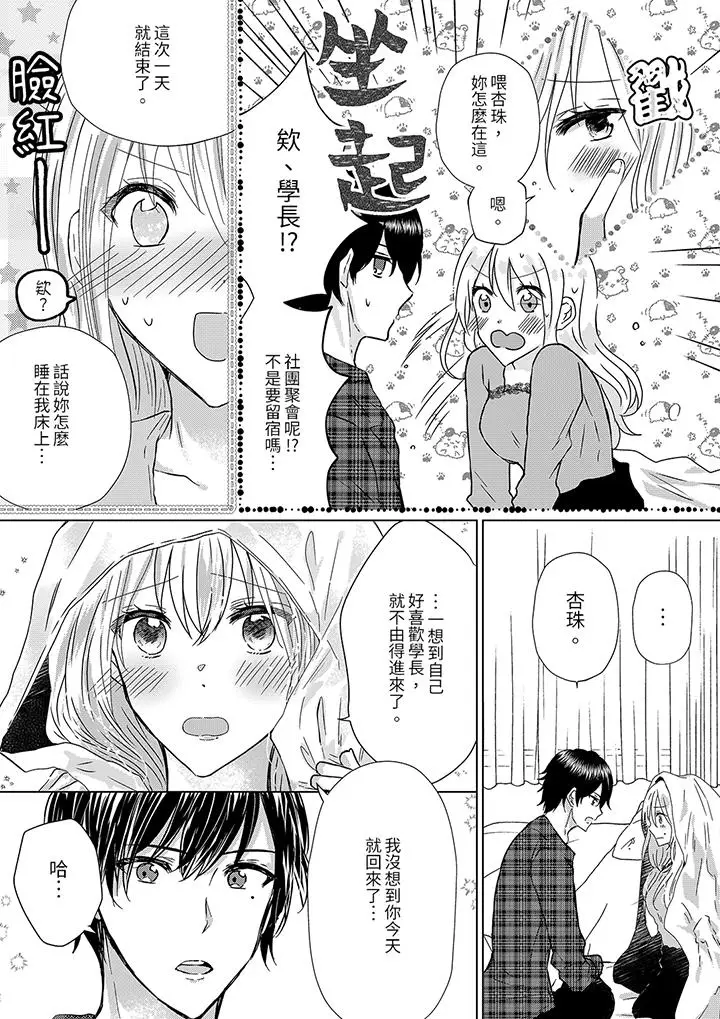 戳
喂杏珠，
妳怎麼在這。
嗯。
坐起
欸、學長!?
社團聚會呢!?
不是要留宿嗎…
這次一天
就結束了。
臉紅——
欸？
話說妳怎麼
睡在我床上…
…
杏珠。
…一想到自己
好喜歡學長，
就不由得進來了。
我沒想到你今天
就回來了…
哈…